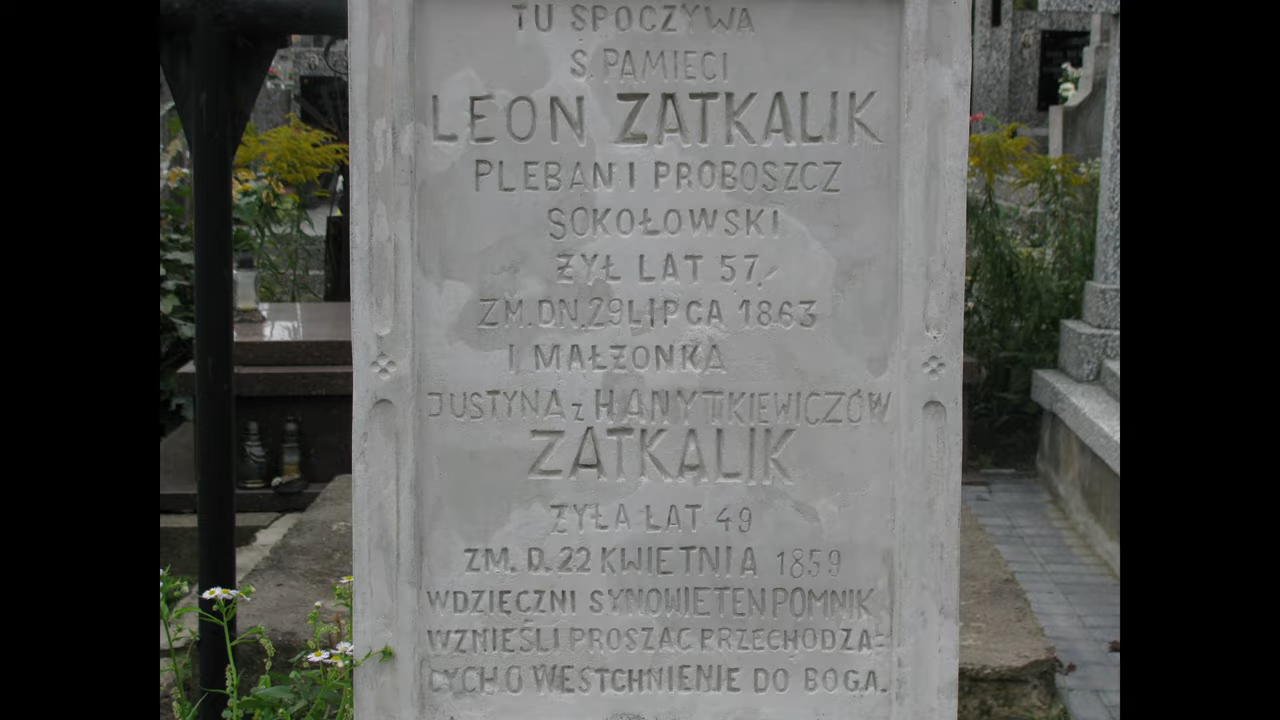 TU SPOCZYWA
Ś. PAMIECI
LEON ZATKALIK
PLEBAN I PROBOSZCZ
SOKOŁOWSKI
ŻYŁ LAT 57,
ZM. DN. 29 LIPCA 1863
I MAŁŻONKA
JUSTYNA z HANYTKIEWICZÓW
ZATKALIK
ŻYŁA LAT 49
ZM. D. 22 KWIETNIA 1859
WDZIĘCZNI SYNOWIE TEN POMNIK
WZNIEŚLI PROSZĄC PRZECHODZĄ-
CYCH O WESTCHNIENIE DO BOGA.